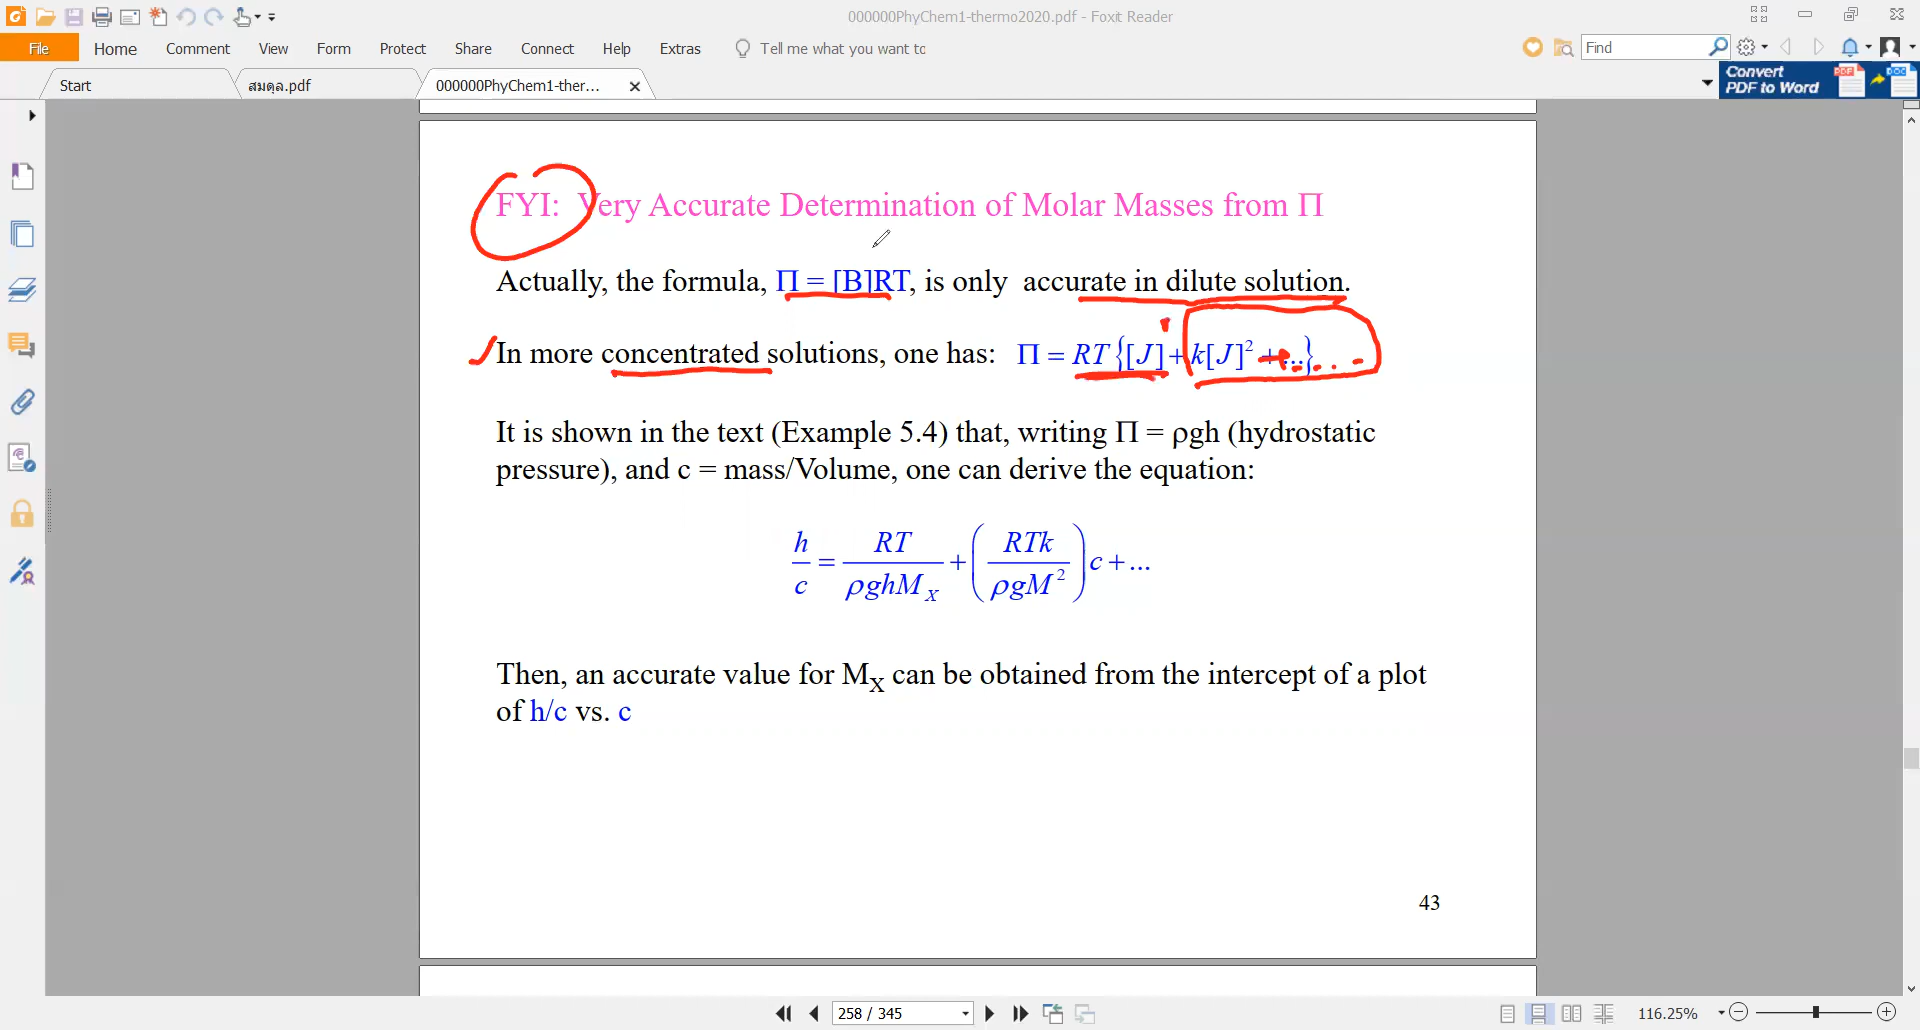 000000PhyChem1-thermo2020.pdf - Foxit Reader
File Home Comment View Form Protect Share Connect Help Extras Tell me what you want to Find
Start สมดุล.pdf 000000PhyChem1-ther... Convert PDF to Word
FYI: Very Accurate Determination of Molar Masses from Π
Actually, the formula, Π = [B]RT, is only accurate in dilute solution.
In more concentrated solutions, one has: Π = RT{[J] + k[J]² + ...}
It is shown in the text (Example 5.4) that, writing Π = ρgh (hydrostatic
pressure), and c = mass/Volume, one can derive the equation:
h/c = RT/ρghM_X + (RTk/ρgM²)c + ...
Then, an accurate value for M_X can be obtained from the intercept of a plot
of h/c vs. c
43
258 / 345 116.25%